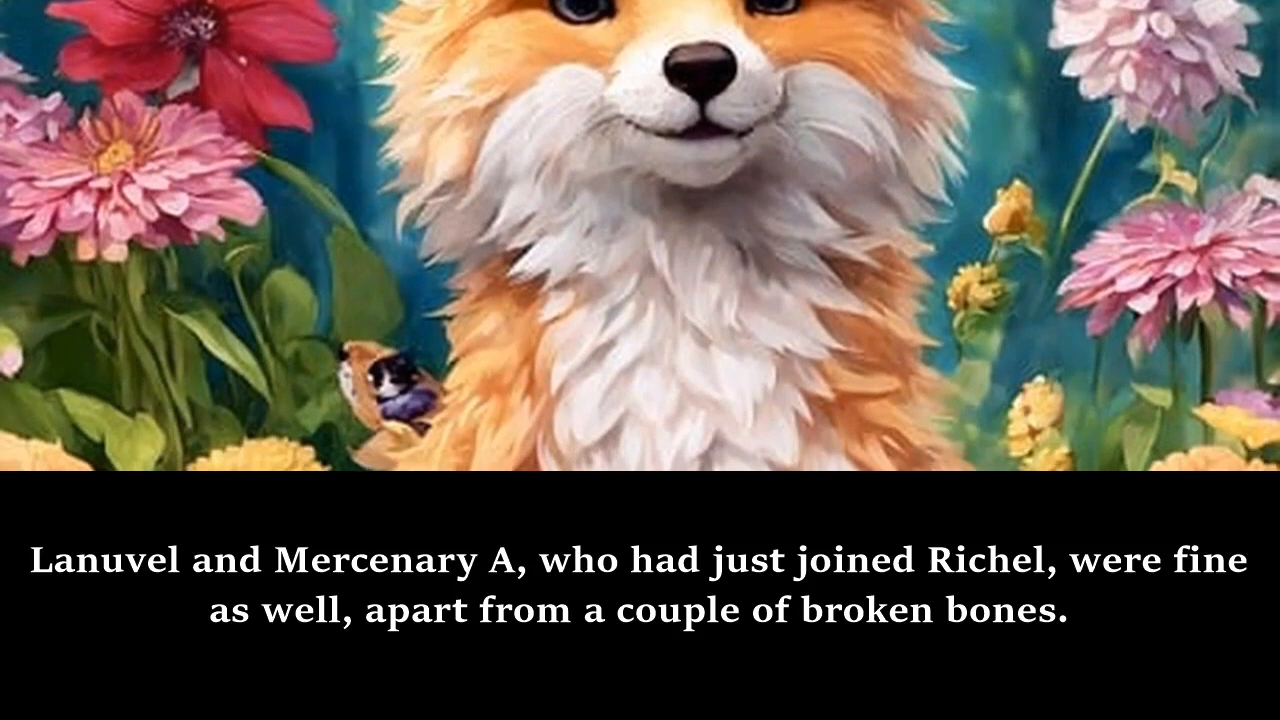 Lanuvel and Mercenary A, who had just joined Richel, were fine
as well, apart from a couple of broken bones.